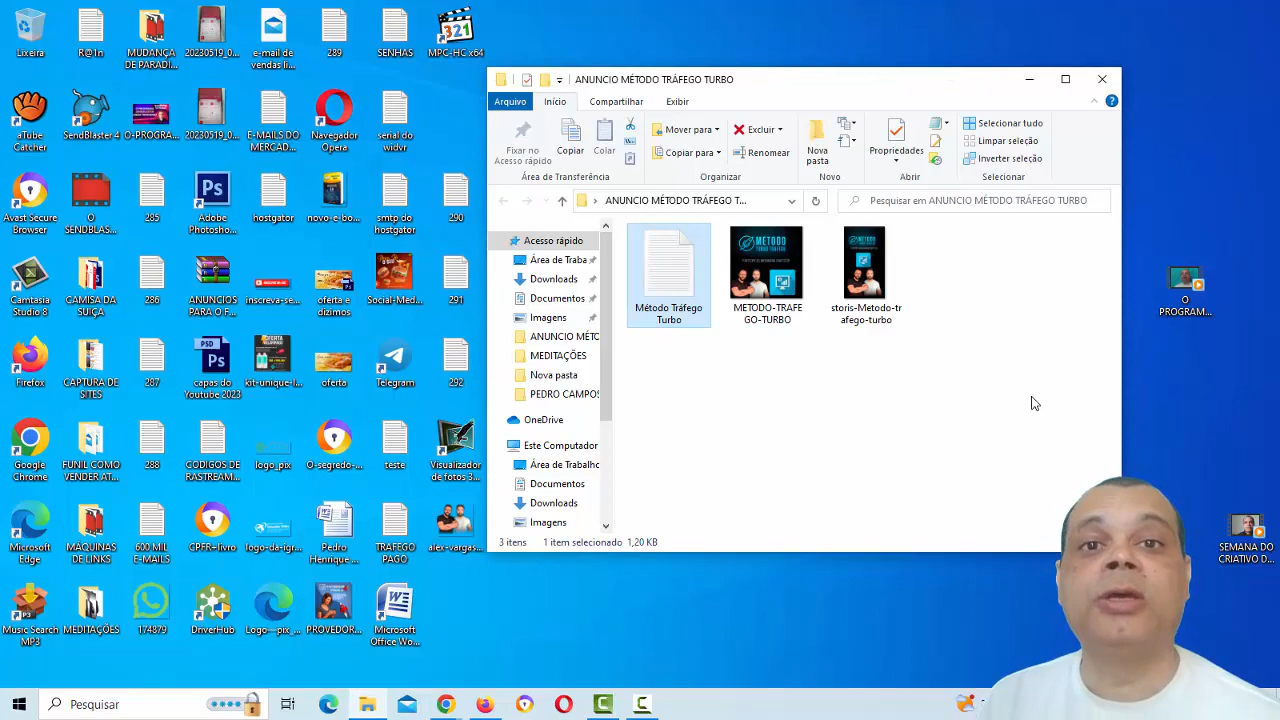 Lixeira
R@1n
MUDANÇA
DE PARADI...
20230519_0...
e-mail de
vendas li...
289
SENHAS
MPC-HC x64
aTube
Catcher
SendBlaster 4
O-PROGRA...
20230519_0...
E-MAILS DO
MERCAD...
Navegador
Opera
serial do
widvr
Avast Secure
Browser
O
SENDBLAS...
285
Adobe
Photosho...
hostgator
novo-e-bo...
smtp do
hostgator
290
Camtasia
Studio 8
CAMISA DA
SUÍÇA
286
ANUNCIOS
PARA O F...
inscreva-se...
oferta e
dizimos
Social-Med...
291
Firefox
CAPTURA DE
SITES
287
capas do
Youtube 2023
kit-unique-l...
oferta
Telegram
292
Google
Chrome
FUNIL COMO
VENDER AT...
288
CODIGOS DE
RASTREAM...
logo_pix
O-segredo-...
teste
Visualizador
de fotos 3...
Microsoft
Edge
MÁQUINAS
DE LINKS
600 MIL
E-MAILS
CPFR-livro
logo-da-igr...
Pedro
Henrique ...
TRAFEGO
PAGO
alex-vargas...
Music Search
MP3
MEDITAÇÕES
174879
DriverHub
Logo—pix_...
PROVEDOR...
Microsoft
Office Wo...
ANUNCIO MÉTODO TRÁFEGO TURBO
Arquivo
Início
Compartilhar
Exibir
Fixar no
Acesso rápido
Copiar
Colar
Área de Transferência
Mover para
Copiar para
Excluir
Renomear
Organizar
Nova
pasta
Novo
Propriedades
Abrir
Selecionar tudo
Limpar seleção
Inverter seleção
Selecionar
ANUNCIO MÉTODO TRÁFEGO T...
Pesquisar em ANUNCIO MÉTODO TRÁFEGO TURBO
Acesso rápido
Área de Traba
Downloads
Documentos
Imagens
ANUNCIO MÉTO
MEDITAÇÕES
Nova pasta
PEDRO CAMPOS
OneDrive
Este Computador
Área de Trabalho
Documentos
Downloads
Imagens
Método Tráfego
Turbo
METODO-TRAFE
GO-TURBO
storis-Metodo-tr
afego-turbo
3 itens
1 item selecionado 1,20 KB
O
PROGRAM...
SEMANA DO
CRIATIVO D...
Pesquisar